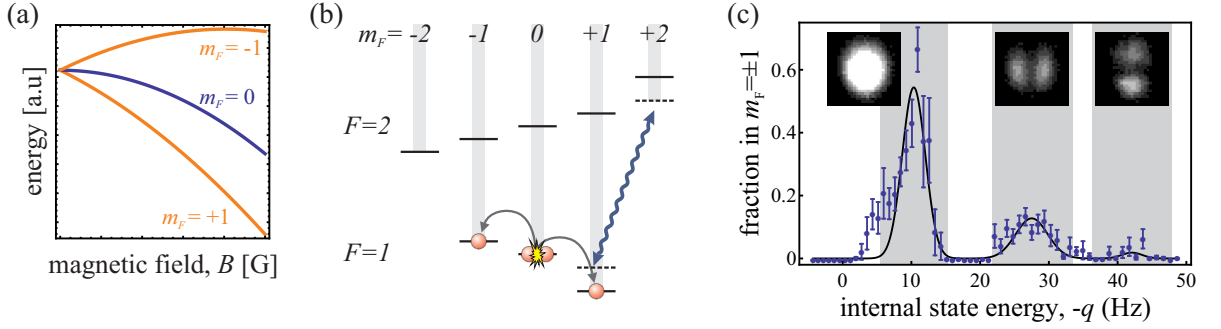 (a)
energy [a.u]
m_F = -1
m_F = 0
m_F = +1
magnetic field, B [G]
(b)
m_F = -2 -1 0 +1 +2
F=2
F=1
(c)
fraction in m_F=±1
0.6
0.4
0.2
0
0 10 20 30 40 50
internal state energy, -q (Hz)